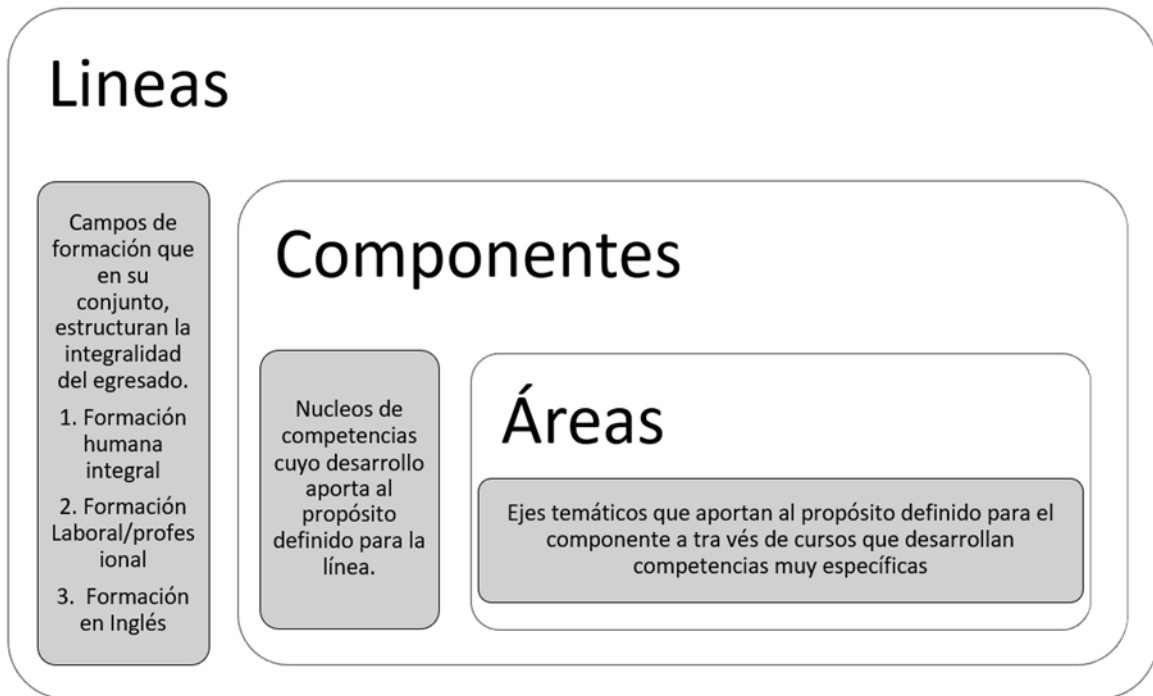 Lineas
Campos de
formación que
en su
conjunto,
estructuran la
integralidad
del egresado.
1. Formación
humana
integral
2. Formación
Laboral/profes
ional
3. Formación
en Inglés
Componentes
Nucleos de
competencias
cuyo desarrollo
aporta al
propósito
definido para la
línea.
Áreas
Ejes temáticos que aportan al propósito definido para el
componente a tra vés de cursos que desarrollan
competencias muy específicas